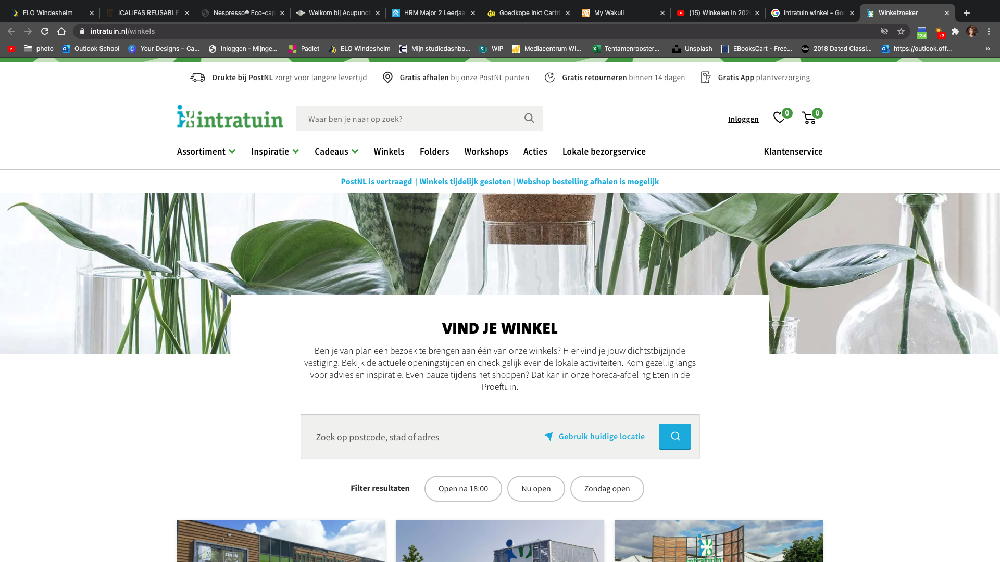 ELO Windesheim
ICALIFAS REUSABLE
Nespresso® Eco-cap
Welkom bij Acupunct
HRM Major 2 Leerjaa
Goedkope Inkt Cartri
My Wakuli
(15) Winkelen in 202
intratuin winkel - Goo
Winkelzoeker
intratuin.nl/winkels
13d
+3
photo
Outlook School
Your Designs – Ca...
Inloggen - Mijnge...
Padlet
ELO Windesheim
Mijn studiedashbo...
WIP
Mediacentrum Wi...
Tentamenrooster...
Unsplash
EBooksCart - Free...
2018 Dated Classi...
https://outlook.off...
»
Drukte bij PostNL zorgt voor langere levertijd
Gratis afhalen bij onze PostNL punten
Gratis retourneren binnen 14 dagen
Gratis App plantverzorging
intratuin
Waar ben je naar op zoek?
Inloggen
0
0
Assortiment
Inspiratie
Cadeaus
Winkels
Folders
Workshops
Acties
Lokale bezorgservice
Klantenservice
PostNL is vertraagd | Winkels tijdelijk gesloten | Webshop bestelling afhalen is mogelijk
VIND JE WINKEL
Ben je van plan een bezoek te brengen aan één van onze winkels? Hier vind je jouw dichtstbijzijnde
vestiging. Bekijk de actuele openingstijden en check gelijk even de lokale activiteiten. Kom gezellig langs
voor advies en inspiratie. Even pauze tijdens het shoppen? Dat kan in onze horeca-afdeling Eten in de
Proeftuin.
Zoek op postcode, stad of adres
Gebruik huidige locatie
Filter resultaten
Open na 18:00
Nu open
Zondag open
ZIN IN
intratuin